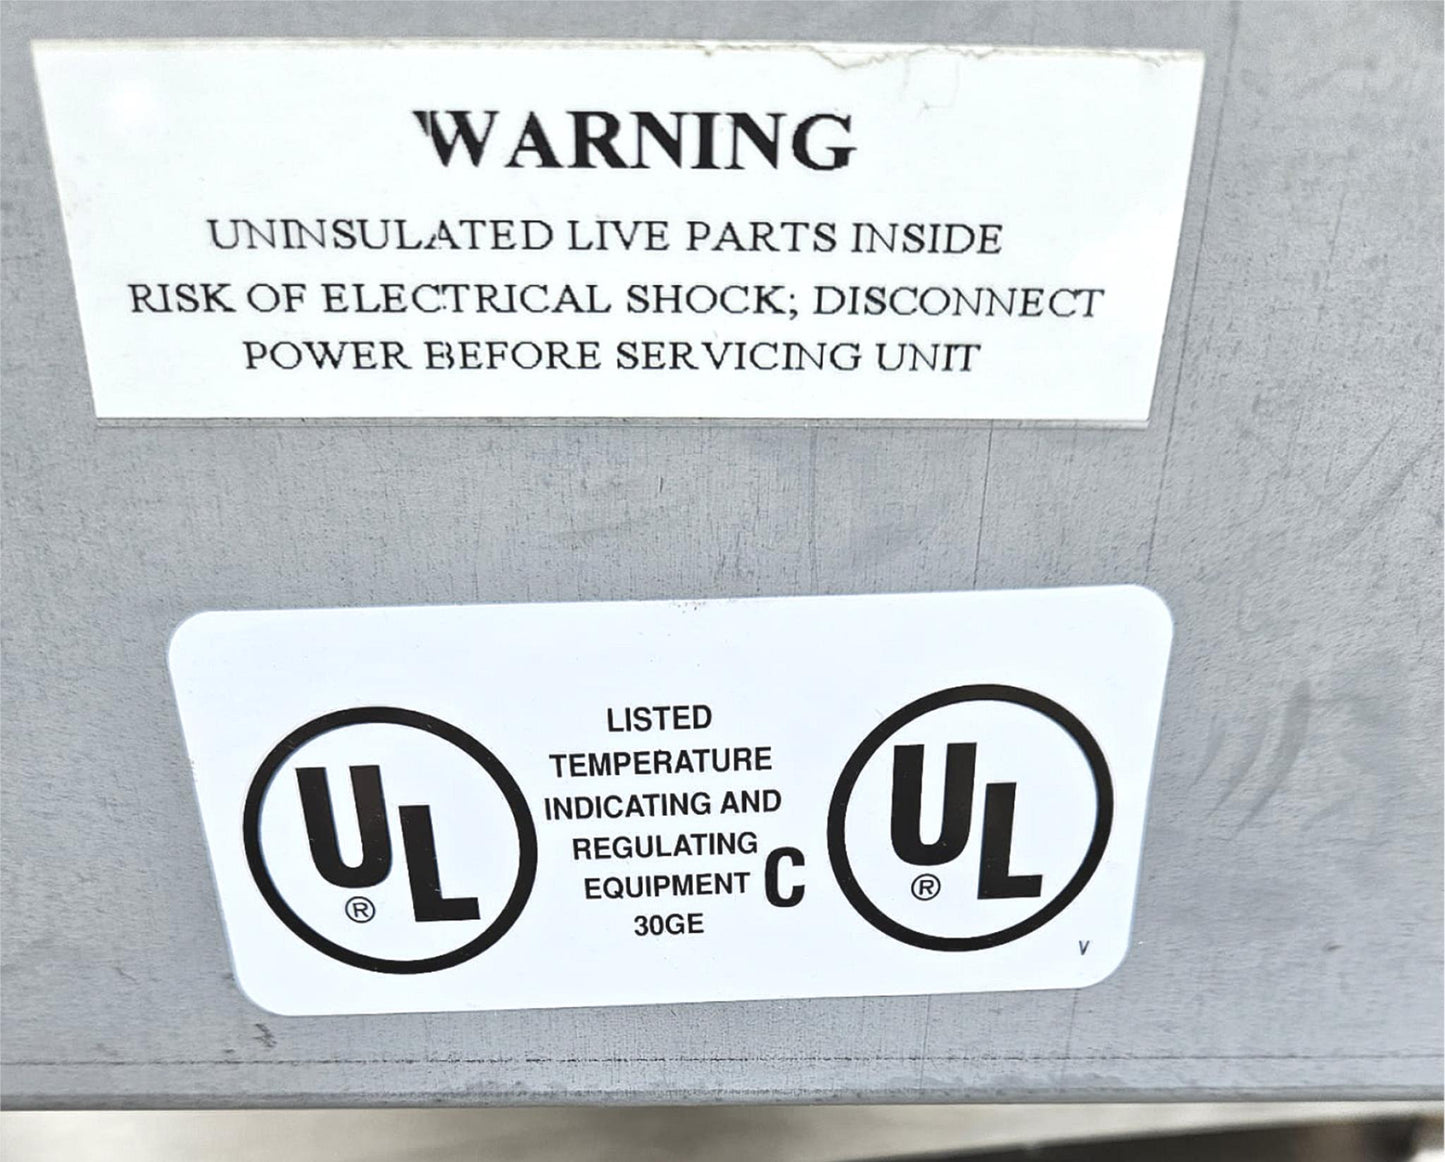 WARNING
UNINSULATED LIVE PARTS INSIDE
RISK OF ELECTRICAL SHOCK; DISCONNECT
POWER BEFORE SERVICING UNIT
UL ®
LISTED
TEMPERATURE
INDICATING AND
REGULATING
EQUIPMENT
30GE
C UL ®
V